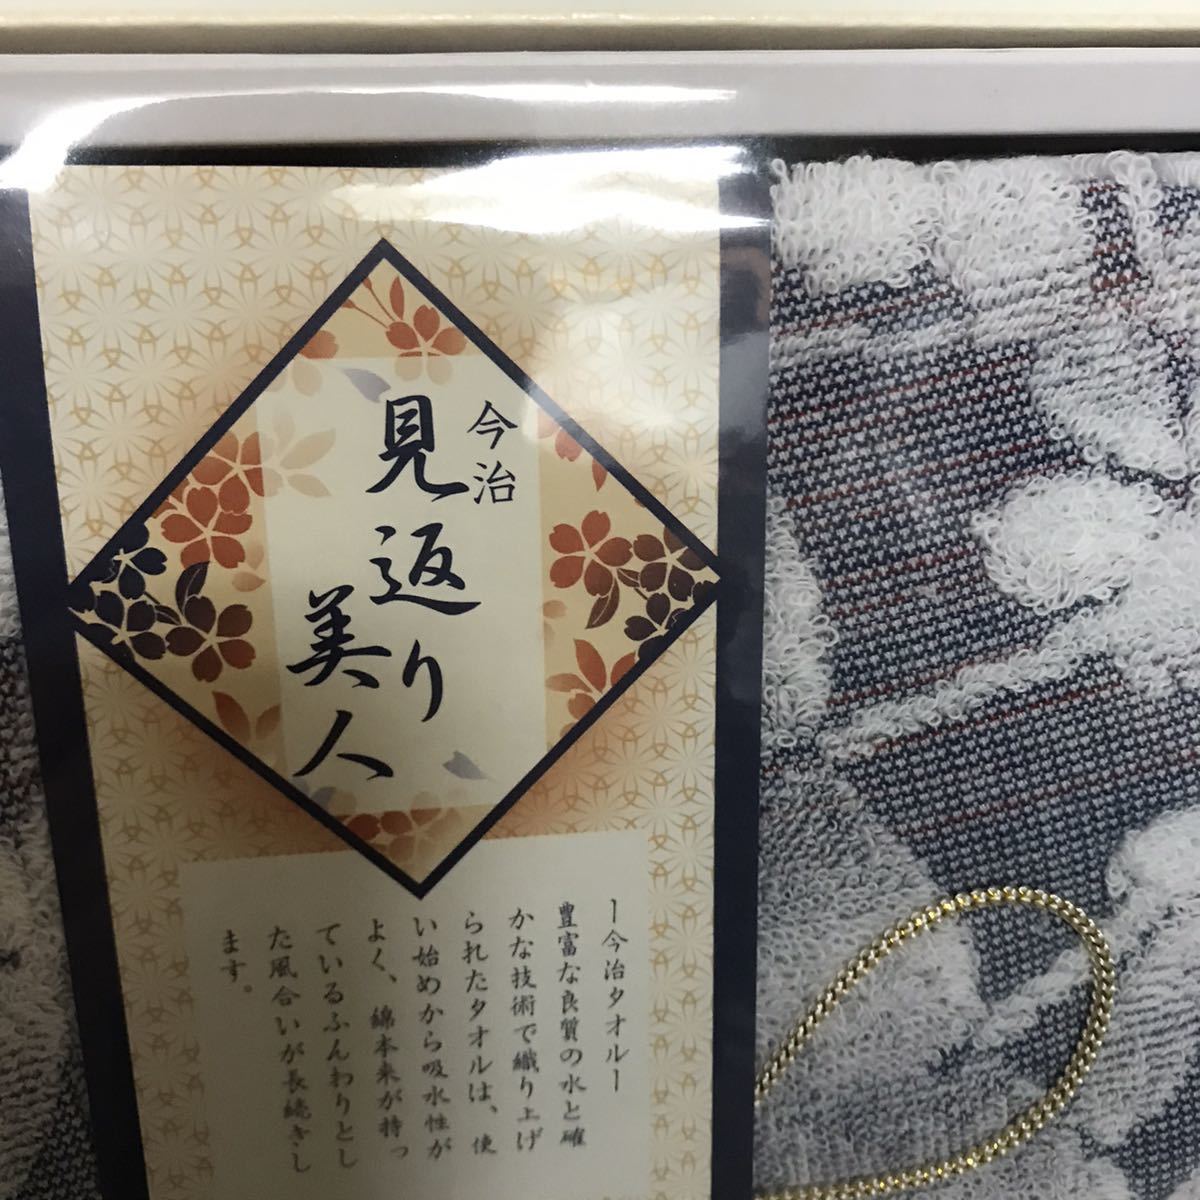 今治
見返り
美人
ー今治タオルー
豊富な良質の水と確
かな技術で織り上げ
られたタオルは、使
い始めから吸水性が
よく、綿本来が持っ
ているふんわりとし
た風合いが長続きし
ます。